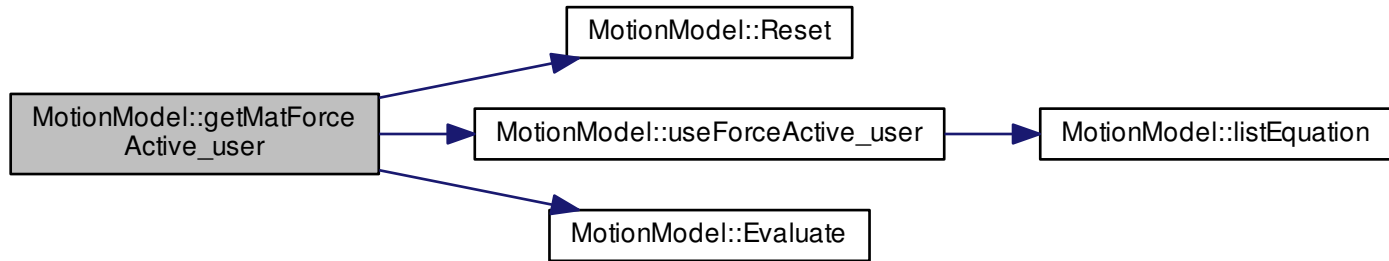 MotionModel::Reset
MotionModel::getMatForce
Active_user
MotionModel::useForceActive_user
MotionModel::listEquation
MotionModel::Evaluate